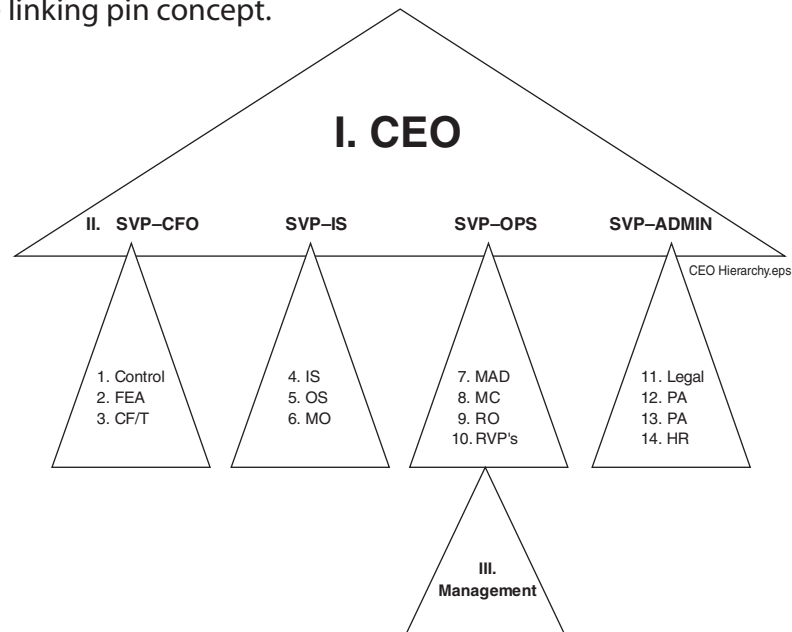 linking pin concept.
I. CEO
II. SVP–CFO
SVP–IS
SVP–OPS
SVP–ADMIN
CEO Hierarchy.eps
1. Control
2. FEA
3. CF/T
4. IS
5. OS
6. MO
7. MAD
8. MC
9. RO
10. RVP's
11. Legal
12. PA
13. PA
14. HR
III.
Management